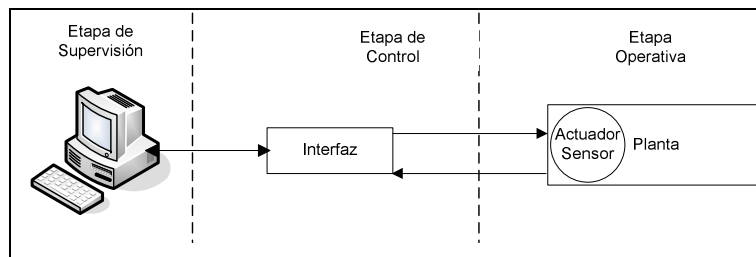 Etapa de
Supervisión
Etapa de
Control
Etapa
Operativa
Interfaz
Actuador
Sensor
Planta